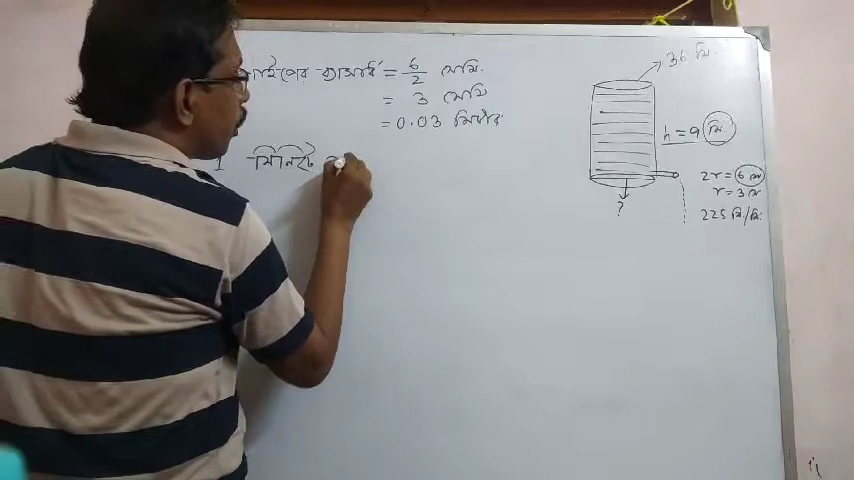 পাইপের ব্যাসার্ধ = 6/2 সেমি.
= 3 সেমি
= 0.03 মিটার
1 মিনিটে
36 মি.
h = 9 মি
2r = 6 সে
r = 3 সে
225 মি/মি.
?